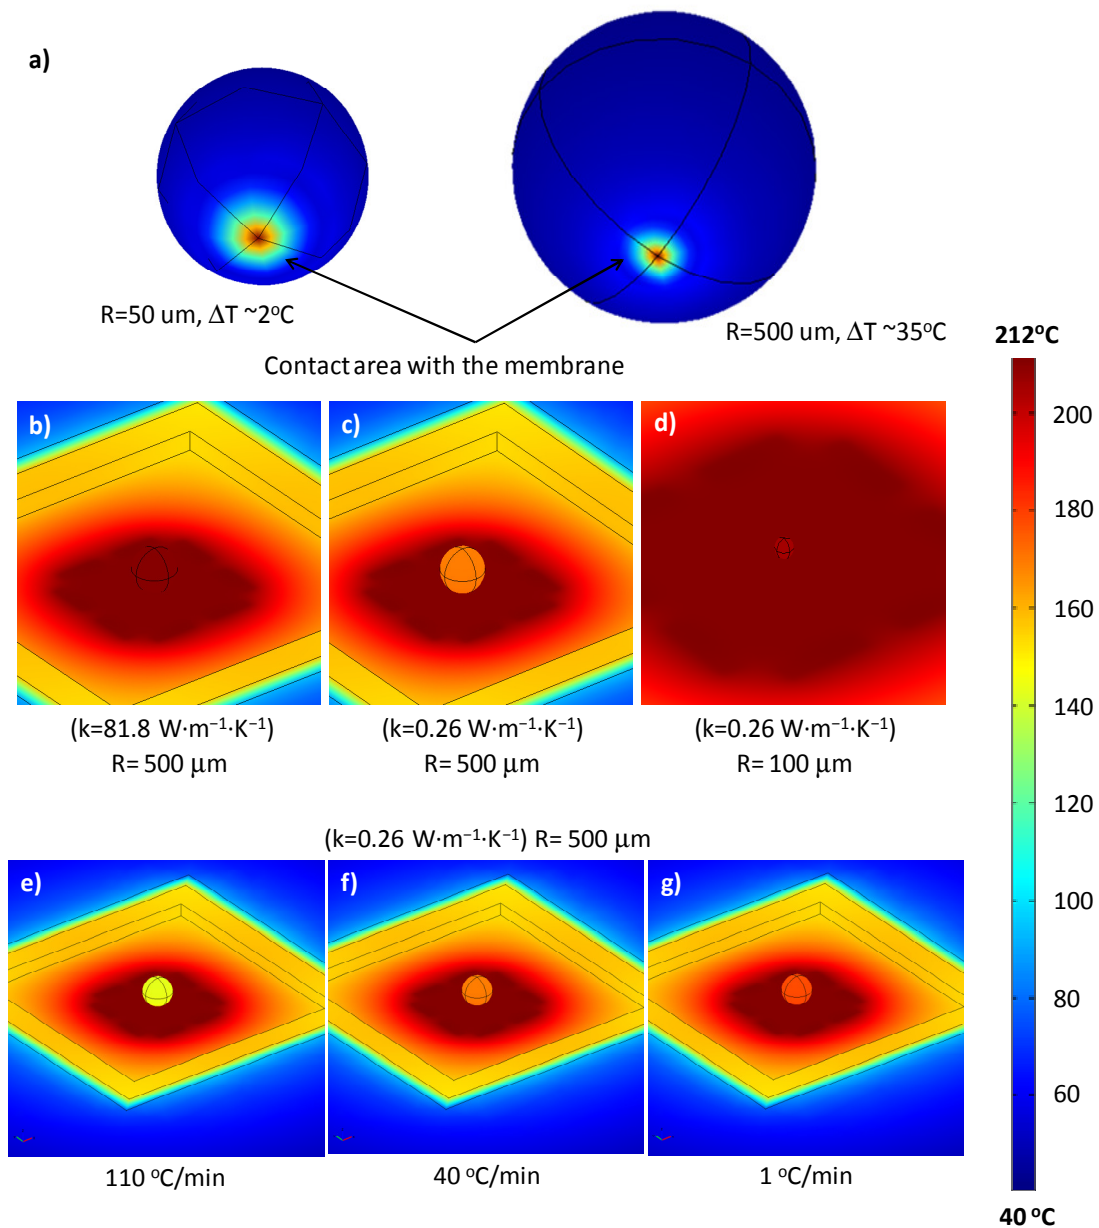 a)
R=50 um, ΔT ~2°C
R=500 um, ΔT ~35°C
Contact area with the membrane
212°C
b)
c)
d)
200
180
160
140
120
100
80
60
40 °C
(k=81.8 W·m⁻¹·K⁻¹)
R= 500 μm
(k=0.26 W·m⁻¹·K⁻¹)
R= 500 μm
(k=0.26 W·m⁻¹·K⁻¹)
R= 100 μm
(k=0.26 W·m⁻¹·K⁻¹) R= 500 μm
e)
f)
g)
110 °C/min
40 °C/min
1 °C/min